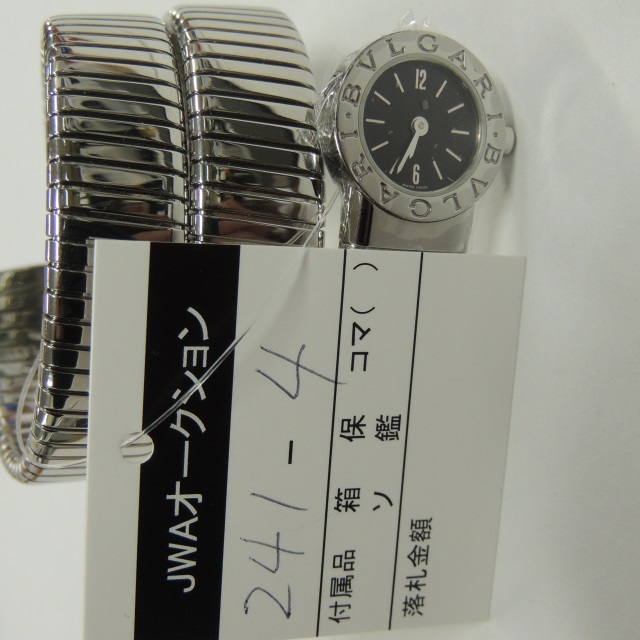 BVLGARI BVLGARI
12
6
JWAオークション
241-4
付属品 箱 保 コマ( )
ソ 鑑
落札金額